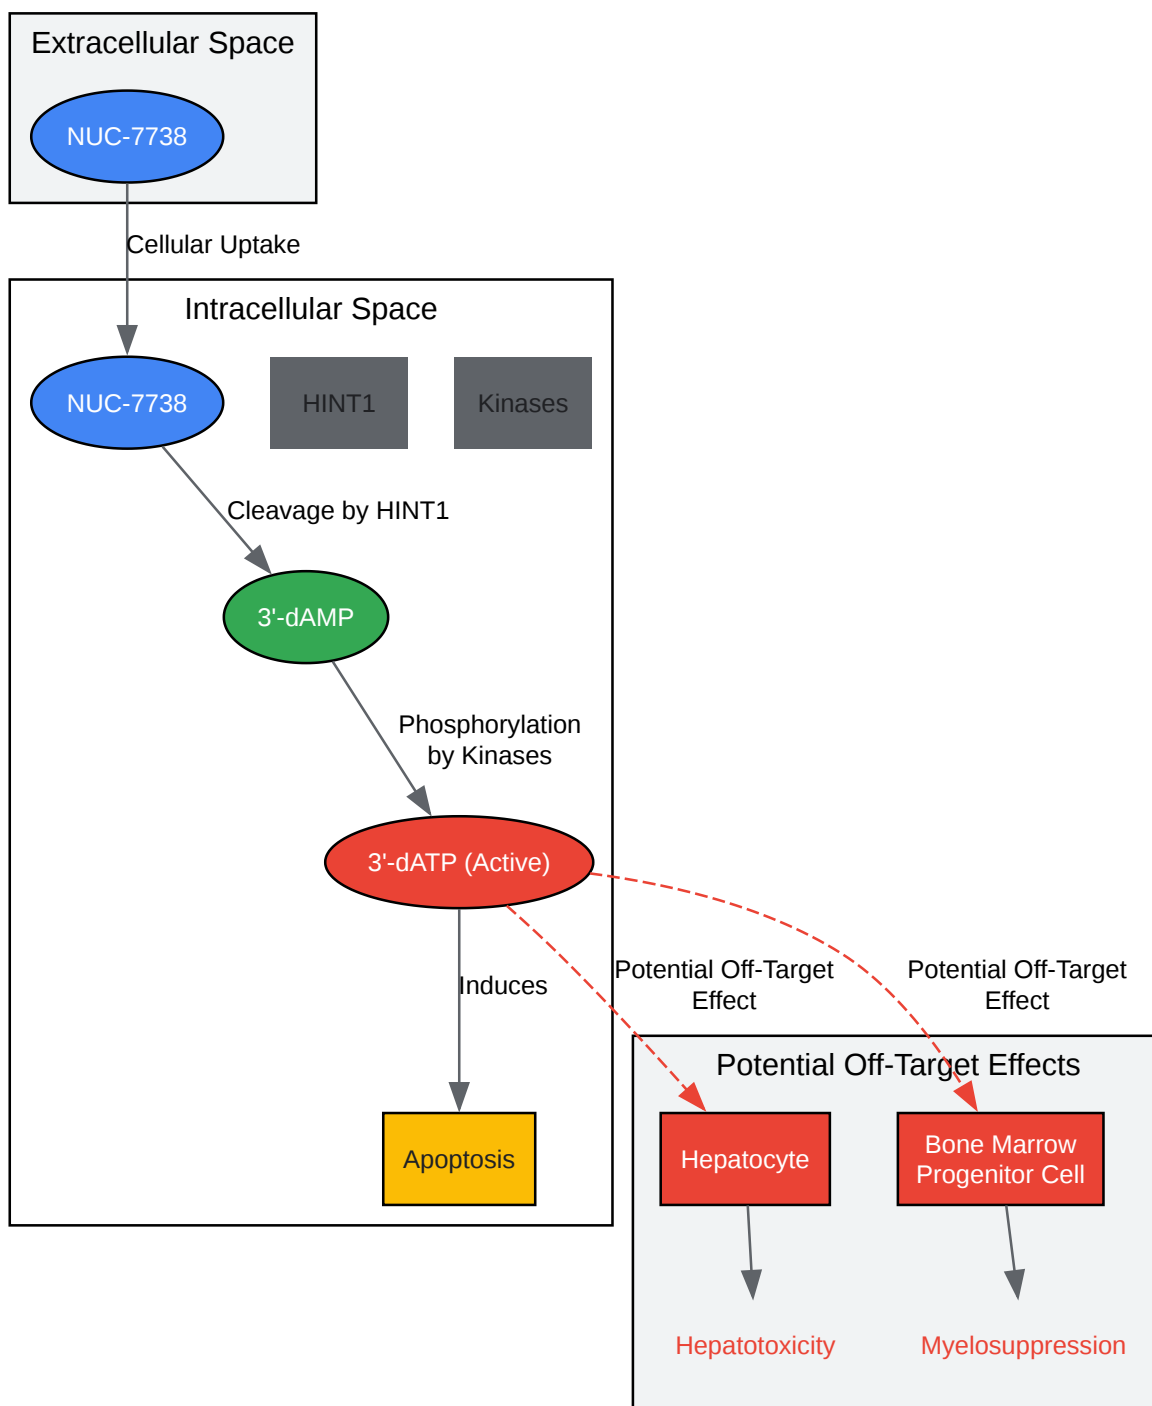 Extracellular Space
NUC-7738
Cellular Uptake
Intracellular Space
NUC-7738
HINT1
Kinases
Cleavage by HINT1
3'-dAMP
Phosphorylation
by Kinases
3'-dATP (Active)
Induces
Potential Off-Target
Effect
Potential Off-Target
Effect
Potential Off-Target Effects
Apoptosis
Hepatocyte
Bone Marrow
Progenitor Cell
Hepatotoxicity
Myelosuppression